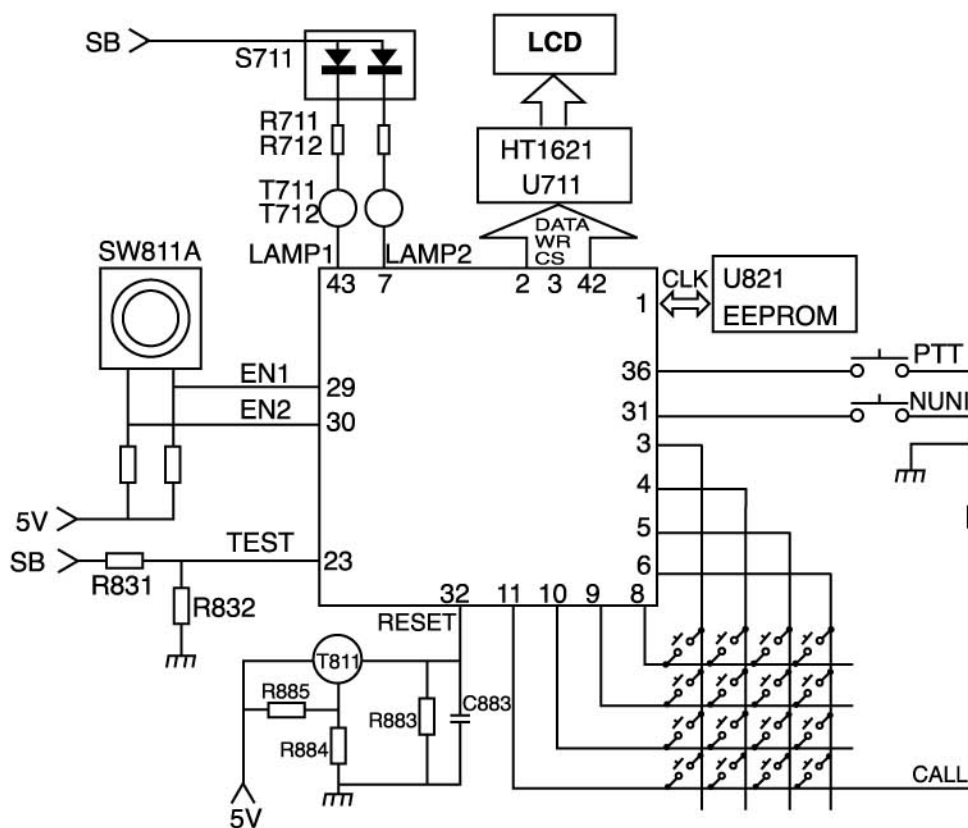 SB
S711
LCD
R711
R712
HT1621
U711
T711
T712
DATA
WR
CS
LAMP1
LAMP2
SW811A
43
7
2
3
42
1
CLK
U821
EEPROM
EN1
29
EN2
30
36
PTT
31
NUNI
3
4
5
6
5V
SB
TEST
23
R831
R832
32
11
10
9
8
RESET
T811
R885
R883
C883
R884
5V
CALL